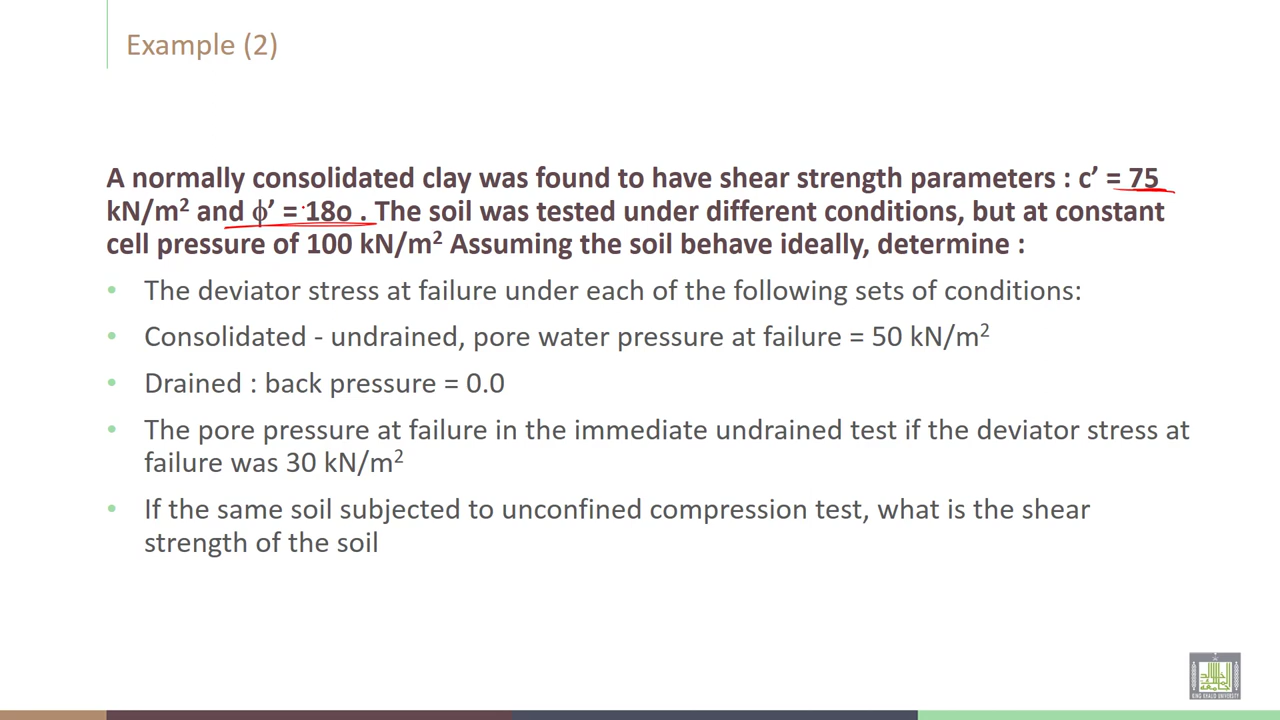 Example (2)
A normally consolidated clay was found to have shear strength parameters : c’ = 75
kN/m² and ϕ’ = 18o . The soil was tested under different conditions, but at constant
cell pressure of 100 kN/m² Assuming the soil behave ideally, determine :
• The deviator stress at failure under each of the following sets of conditions:
• Consolidated - undrained, pore water pressure at failure = 50 kN/m²
• Drained : back pressure = 0.0
• The pore pressure at failure in the immediate undrained test if the deviator stress at
failure was 30 kN/m²
• If the same soil subjected to unconfined compression test, what is the shear
strength of the soil
KING KHALID UNIVERSITY